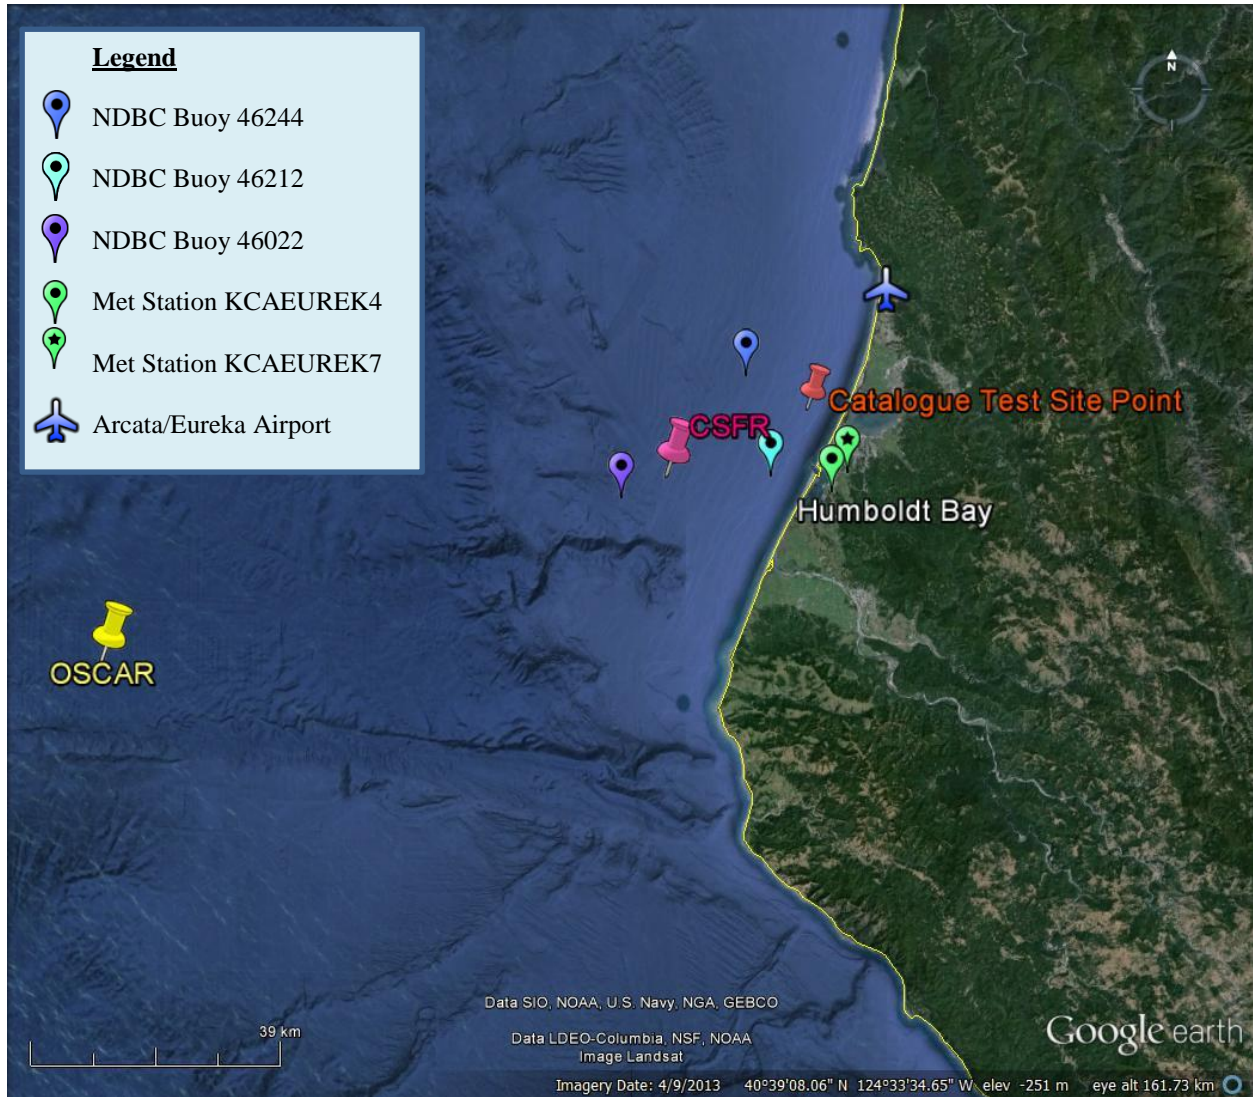 Legend
NDBC Buoy 46244
NDBC Buoy 46212
NDBC Buoy 46022
Met Station KCAEUREK4
Met Station KCAEUREK7
Arcata/Eureka Airport
N
Catalogue Test Site Point
CSFR
Humboldt Bay
OSCAR
39 km
Data SIO, NOAA, U.S. Navy, NGA, GEBCO
Data LDEO-Columbia, NSF, NOAA
Image Landsat
Google earth
Imagery Date: 4/9/2013 40°39'08.06" N 124°33'34.65" W elev -251 m eye alt 161.73 km